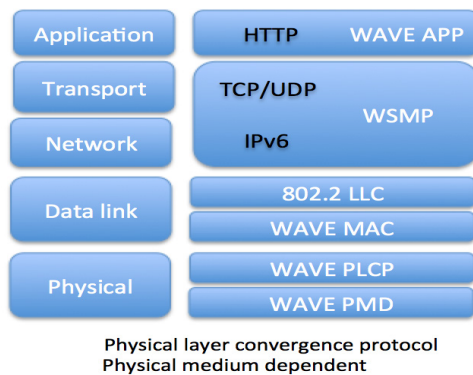 Application HTTP WAVE APP
Transport TCP/UDP
WSMP
Network IPv6
802.2 LLC
Data link
WAVE MAC
WAVE PLCP
Physical
WAVE PMD
Physical layer convergence protocol
Physical medium dependent